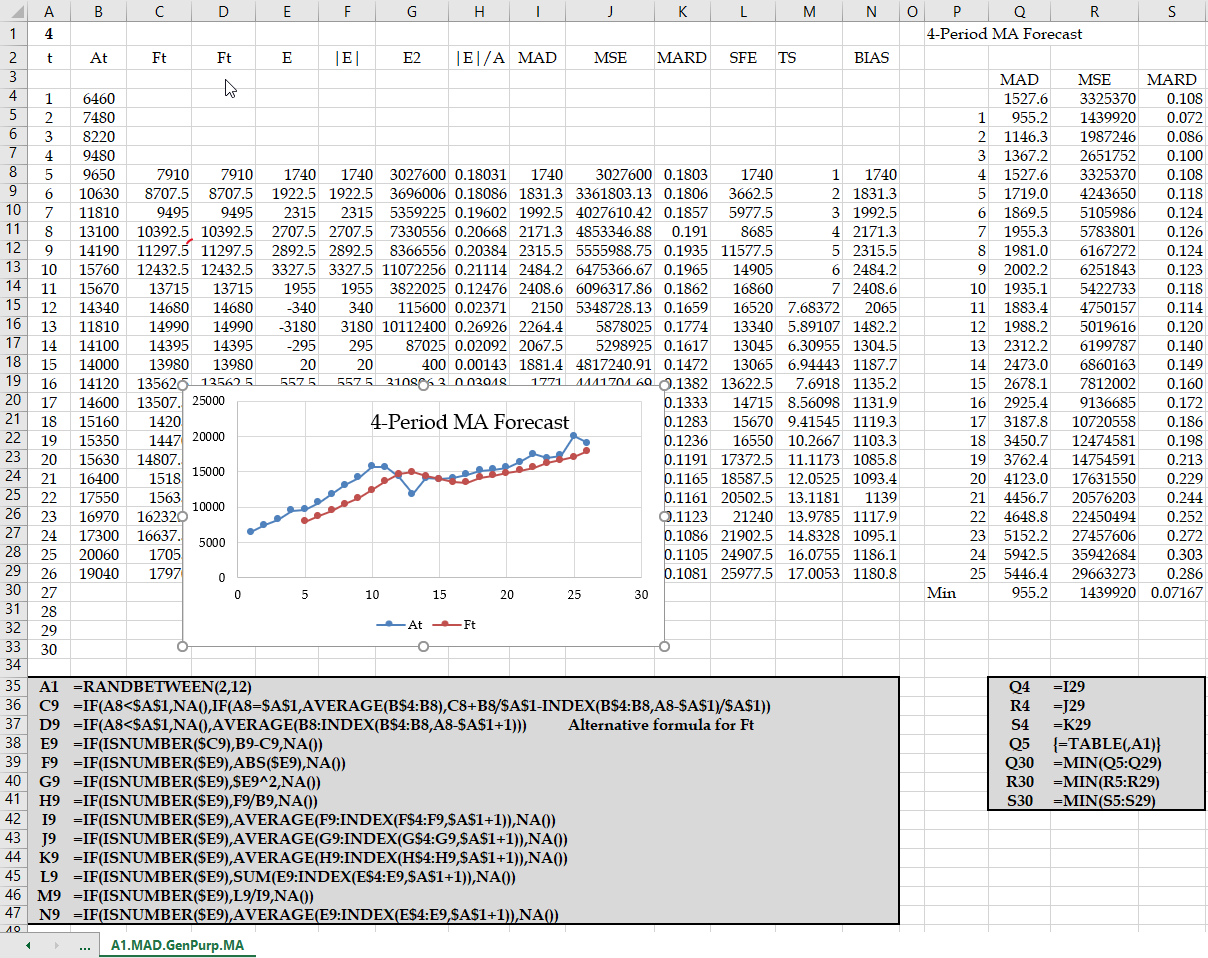 A B C D E F G H I J K L M N O P Q R S
1 4 4-Period MA Forecast
2 t At Ft Ft E |E| E2 |E|/A MAD MSE MARD SFE TS BIAS
3 MAD MSE MARD
4 1 6460 1527.6 3325370 0.108
5 2 7480 1 955.2 1439920 0.072
6 3 8220 2 1146.3 1987246 0.086
7 4 9480 3 1367.2 2651752 0.100
8 5 9650 7910 7910 1740 1740 3027600 0.18031 1740 3027600 0.1803 1740 1 1740 4 1527.6 3325370 0.108
9 6 10630 8707.5 8707.5 1922.5 1922.5 3696006 0.18086 1831.3 3361803.13 0.1806 3662.5 2 1831.3 5 1719.0 4243650 0.118
10 7 11810 9495 9495 2315 2315 5359225 0.19602 1992.5 4027610.42 0.1857 5977.5 3 1992.5 6 1869.5 5105986 0.124
11 8 13100 10392.5 10392.5 2707.5 2707.5 7330556 0.20668 2171.3 4853346.88 0.191 8685 4 2171.3 7 1955.3 5783801 0.126
12 9 14190 11297.5 11297.5 2892.5 2892.5 8366556 0.20384 2315.5 5555988.75 0.1935 11577.5 5 2315.5 8 1981.0 6167272 0.124
13 10 15760 12432.5 12432.5 3327.5 3327.5 11072256 0.21114 2484.2 6475366.67 0.1965 14905 6 2484.2 9 2002.2 6251843 0.123
14 11 15670 13715 13715 1955 1955 3822025 0.12476 2408.6 6096317.86 0.1862 16860 7 2408.6 10 1935.1 5422733 0.118
15 12 14340 14680 14680 -340 340 115600 0.02371 2150 5348728.13 0.1659 16520 7.68372 2065 11 1883.4 4750157 0.114
16 13 11810 14990 14990 -3180 3180 10112400 0.26926 2264.4 5878025 0.1774 13340 5.89107 1482.2 12 1988.2 5019616 0.120
17 14 14100 14395 14395 -295 295 87025 0.02092 2067.5 5298925 0.1617 13045 6.30955 1304.5 13 2312.2 6199787 0.140
18 15 14000 13980 13980 20 20 400 0.00143 1881.4 4817240.91 0.1472 13065 6.94443 1187.7 14 2473.0 6860163 0.149
19 16 14120 13562 13562.5 557.5 557.5 0.03948 1771 4441704.69 0.1382 13622.5 7.6918 1135.2 15 2678.1 7812002 0.160
20 17 14600 13507. 0.1333 14715 8.56098 1131.9 16 2925.4 9136685 0.172
21 18 15160 1420 0.1283 15670 9.41545 1119.3 17 3187.8 10720558 0.186
22 19 15350 1447 0.1236 16550 10.2667 1103.3 18 3450.7 12474581 0.198
23 20 15630 14807. 0.1191 17372.5 11.1173 1085.8 19 3762.4 14754591 0.213
24 21 16400 1518 0.1165 18587.5 12.0525 1093.4 20 4123.0 17631550 0.229
25 22 17550 1563 0.1161 20502.5 13.1181 1139 21 4456.7 20576203 0.244
26 23 16970 16232 0.1123 21240 13.9785 1117.9 22 4648.8 22450494 0.252
27 24 17300 16637. 0.1086 21902.5 14.8328 1095.1 23 5152.2 27457606 0.272
28 25 20060 1705 0.1105 24907.5 16.0755 1186.1 24 5942.5 35942684 0.303
29 26 19040 1797 0.1081 25977.5 17.0053 1180.8 25 5446.4 29663273 0.286
30 27 Min 955.2 1439920 0.07167
31 28
32 29
33 30
34
4-Period MA Forecast
25000
20000
15000
10000
5000
0
0 5 10 15 20 25 30
At Ft
35 A1 =RANDBETWEEN(2,12) Q4 =I29
36 C9 =IF(A8<$A$1,NA(),IF(A8=$A$1,AVERAGE(B$4:B8),C8+B8/$A$1-INDEX(B$4:B8,A8-$A$1)/$A$1)) R4 =J29
37 D9 =IF(A8<$A$1,NA(),AVERAGE(B8:INDEX(B$4:B8,A8-$A$1+1))) Alternative formula for Ft S4 =K29
38 E9 =IF(ISNUMBER($C9),B9-C9,NA()) Q5 {=TABLE(,A1)}
39 F9 =IF(ISNUMBER($E9),ABS($E9),NA()) Q30 =MIN(Q5:Q29)
40 G9 =IF(ISNUMBER($E9),$E9^2,NA()) R30 =MIN(R5:R29)
41 H9 =IF(ISNUMBER($E9),F9/B9,NA()) S30 =MIN(S5:S29)
42 I9 =IF(ISNUMBER($E9),AVERAGE(F9:INDEX(F$4:F9,$A$1+1)),NA())
43 J9 =IF(ISNUMBER($E9),AVERAGE(G9:INDEX(G$4:G9,$A$1+1)),NA())
44 K9 =IF(ISNUMBER($E9),AVERAGE(H9:INDEX(H$4:H9,$A$1+1)),NA())
45 L9 =IF(ISNUMBER($E9),SUM(E9:INDEX(E$4:E9,$A$1+1)),NA())
46 M9 =IF(ISNUMBER($E9),L9/I9,NA())
47 N9 =IF(ISNUMBER($E9),AVERAGE(E9:INDEX(E$4:E9,$A$1+1)),NA())
... A1.MAD.GenPurp.MA